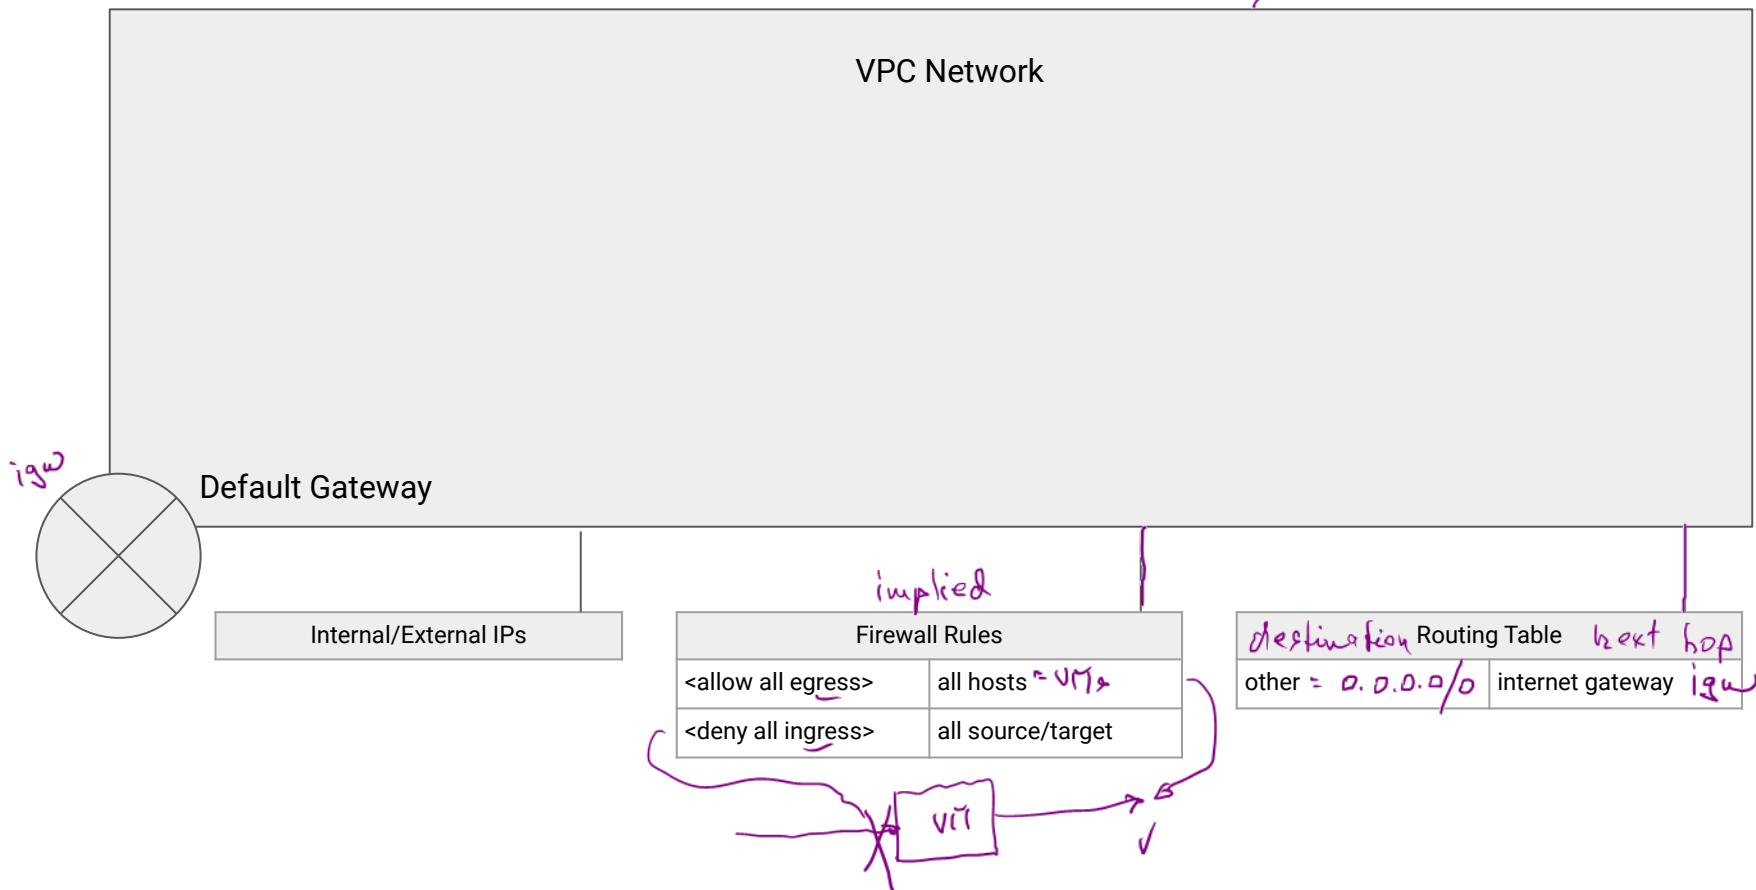 VPC Network
igw
Default Gateway
implied
Internal/External IPs
Firewall Rules
destination Routing Table next hop
<allow all egress> all hosts = VMs
other = 0.0.0.0/0 internet gateway igw
<deny all ingress> all source/target
VM